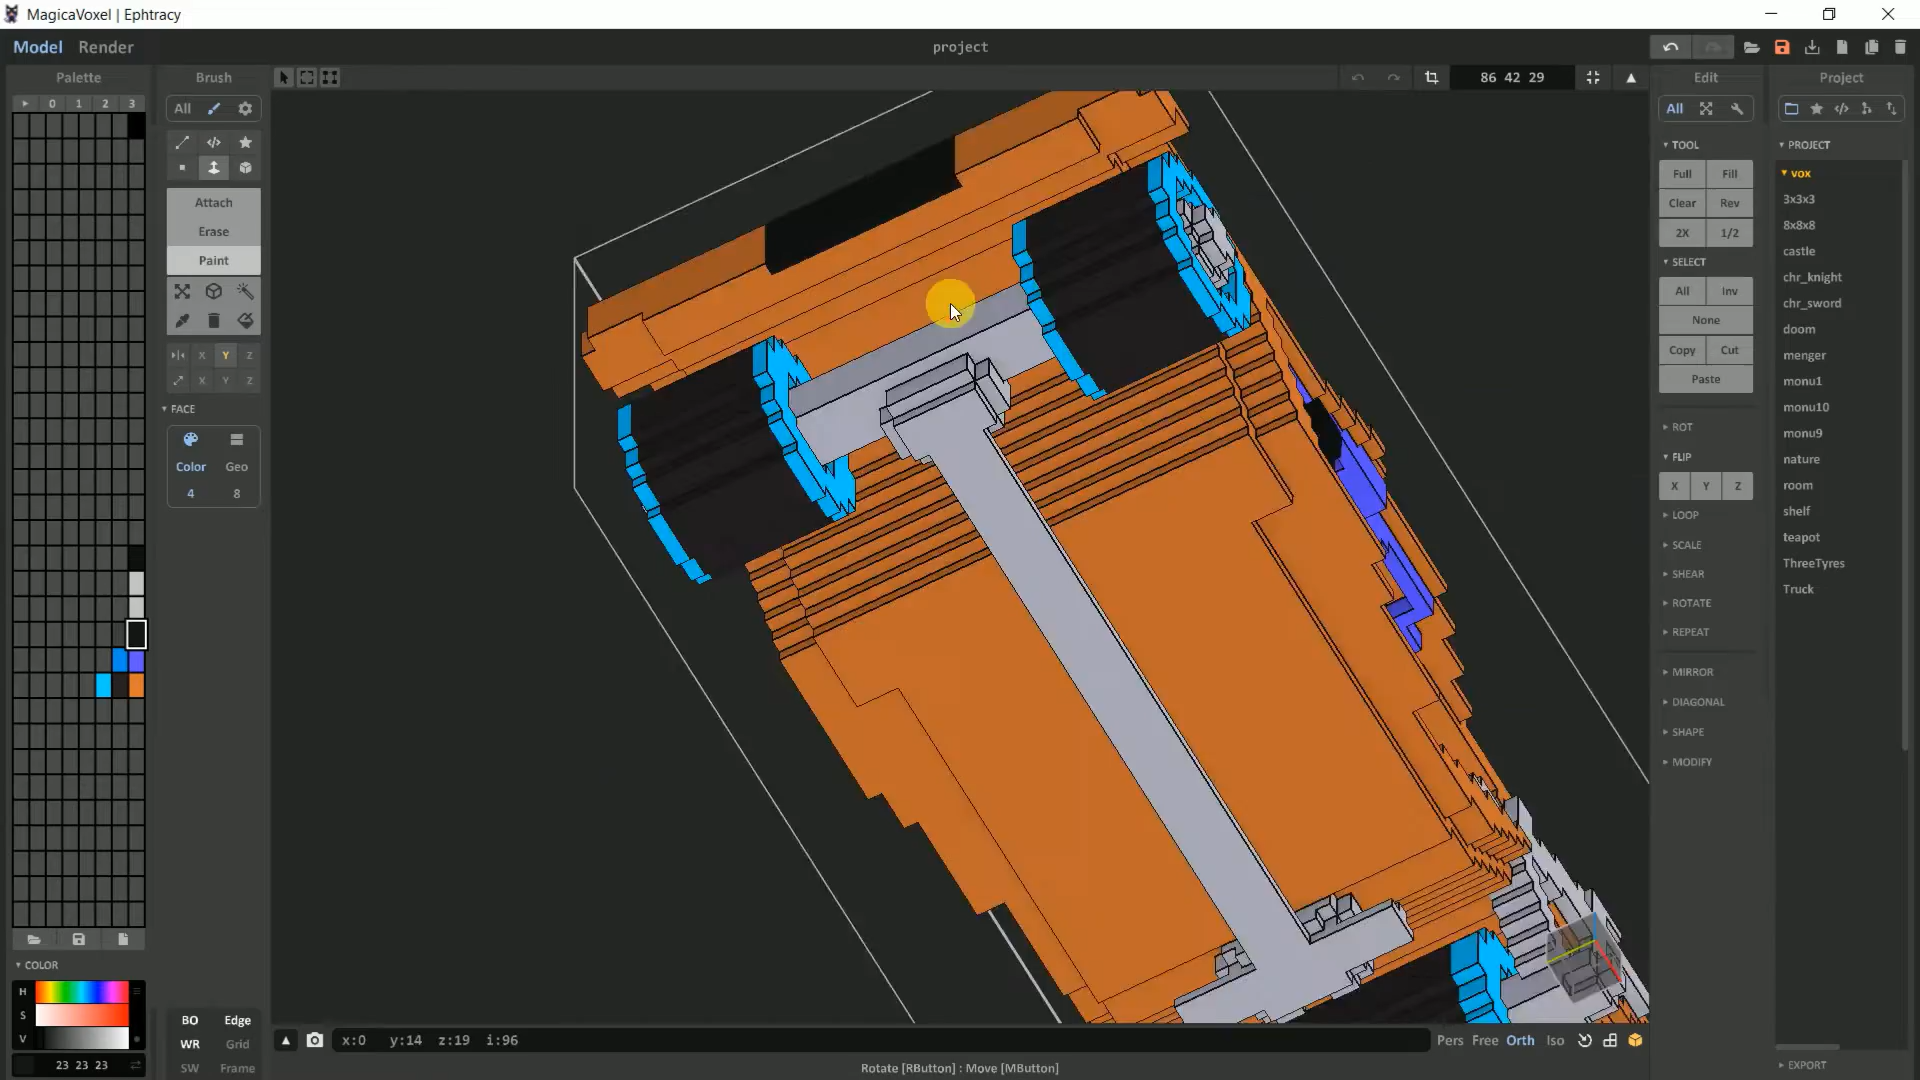 MagicaVoxel | Ephtracy
Model Render
project
Palette
Brush
86 42 29
Edit
Project
0 1 2 3
All
All
TOOL
PROJECT
Full Fill
vox
Attach
Clear Rev
3x3x3
Erase
2X 1/2
8x8x8
castle
Paint
SELECT
chr_knight
All Inv
chr_sword
None
doom
X Y Z
Copy Cut
menger
X Y Z
Paste
monu1
FACE
monu10
ROT
monu9
FLIP
nature
Color Geo
X Y Z
room
4 8
LOOP
shelf
SCALE
teapot
SHEAR
ThreeTyres
ROTATE
Truck
REPEAT
MIRROR
DIAGONAL
SHAPE
MODIFY
COLOR
H
S
V
BO Edge
WR Grid
SW Frame
23 23 23
x:0 y:14 z:19 i:96
Pers Free Orth Iso
Rotate [RButton] : Move [MButton]
EXPORT